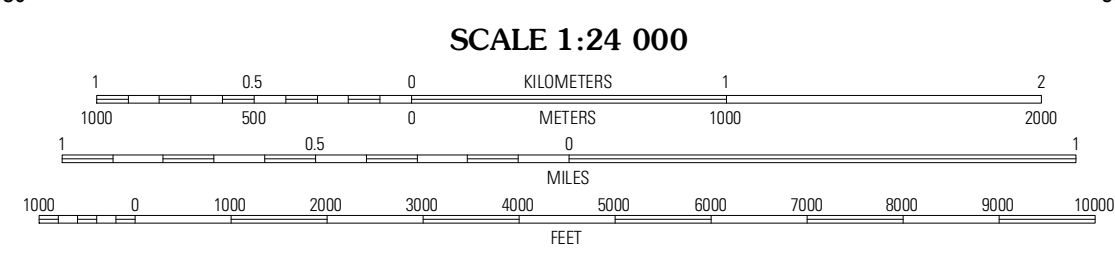 SCALE 1:24 000
1 0.5 0 KILOMETERS 1 2
1000 500 0 METERS 1000 2000
1 0.5 0 1
MILES
1000 0 1000 2000 3000 4000 5000 6000 7000 8000 9000 10000
FEET